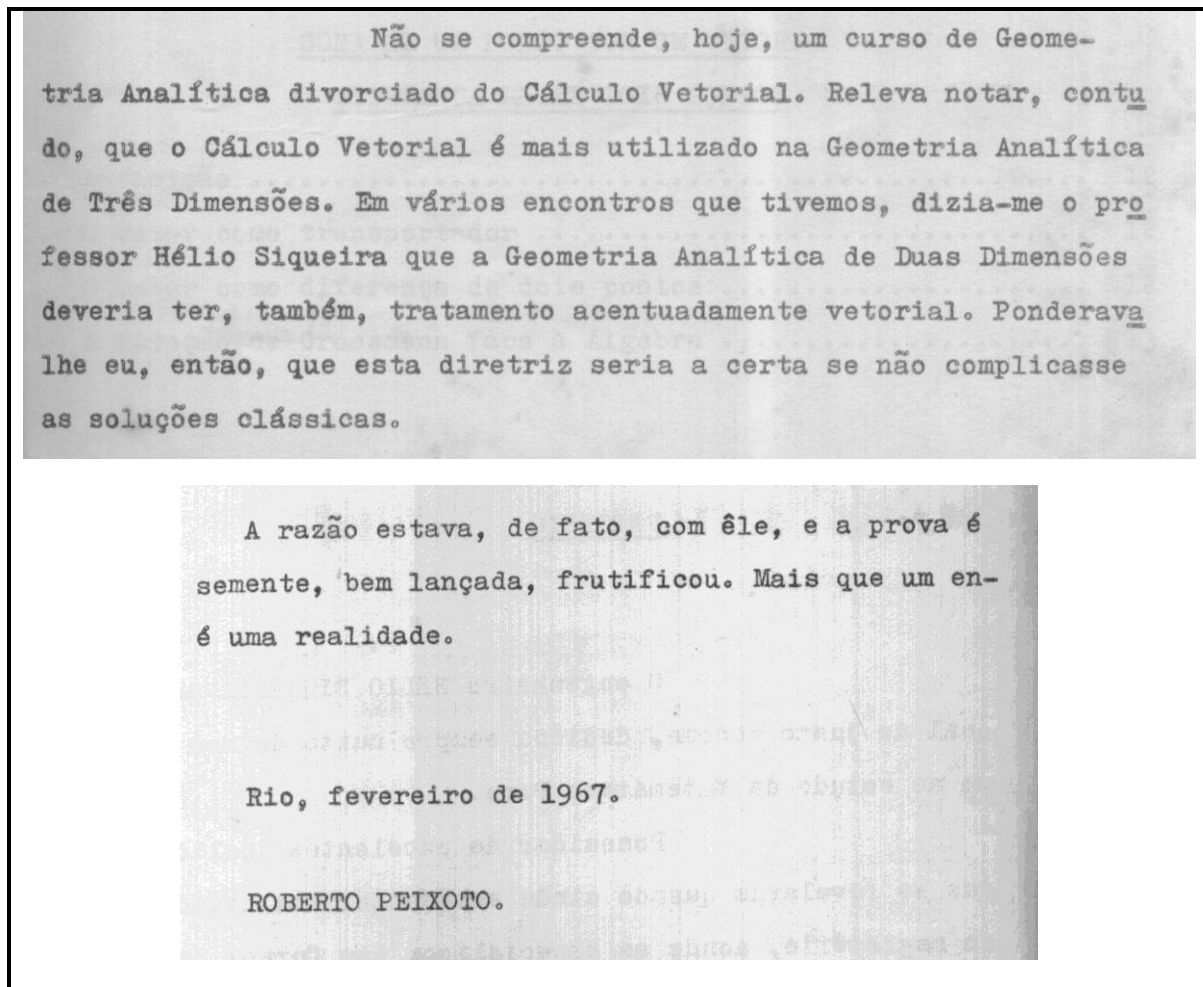 Não se compreende, hoje, um curso de Geome-
tria Analítica divorciado do Cálculo Vetorial. Releva notar, contu
do, que o Cálculo Vetorial é mais utilizado na Geometria Analítica
de Três Dimensões. Em vários encontros que tivemos, dizia-me o pro
fessor Hélio Siqueira que a Geometria Analítica de Duas Dimensões
deveria ter, também, tratamento acentuadamente vetorial. Ponderava
lhe eu, então, que esta diretriz seria a certa se não complicasse
as soluções clássicas.
A razão estava, de fato, com êle, e a prova é
semente, bem lançada, frutificou. Mais que um en-
é uma realidade.
Rio, fevereiro de 1967.
ROBERTO PEIXOTO.